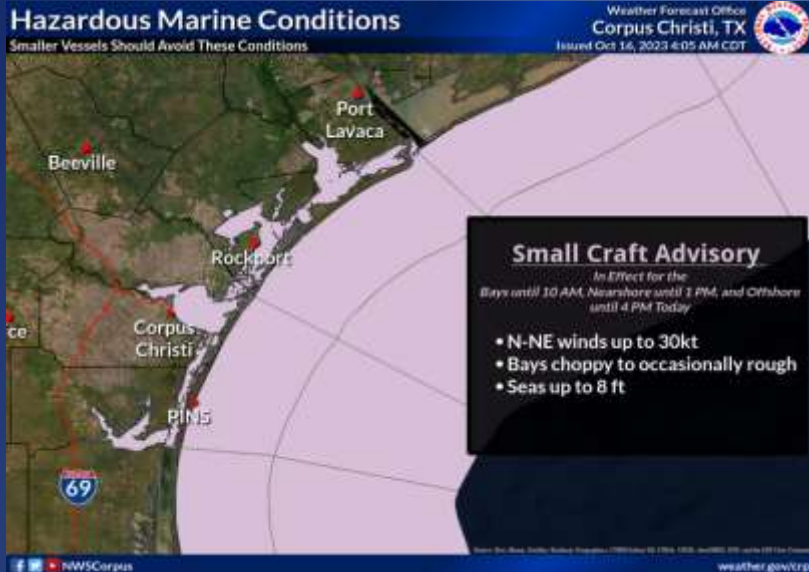 Hazardous Marine Conditions
Smaller Vessels Should Avoid These Conditions
Weather Forecast Office
Corpus Christi, TX
Issued Oct 16, 2023 4:05 AM CDT
Port
Lavaca
Beeville
Rockport
Corpus
Christi
ce
PINS
69
Small Craft Advisory
In Effect for the
Bays until 10 AM, Nearshore until 1 PM, and Offshore
until 4 PM Today
• N-NE winds up to 30kt
• Bays choppy to occasionally rough
• Seas up to 8 ft
NWSCorpus
weather.gov/crp